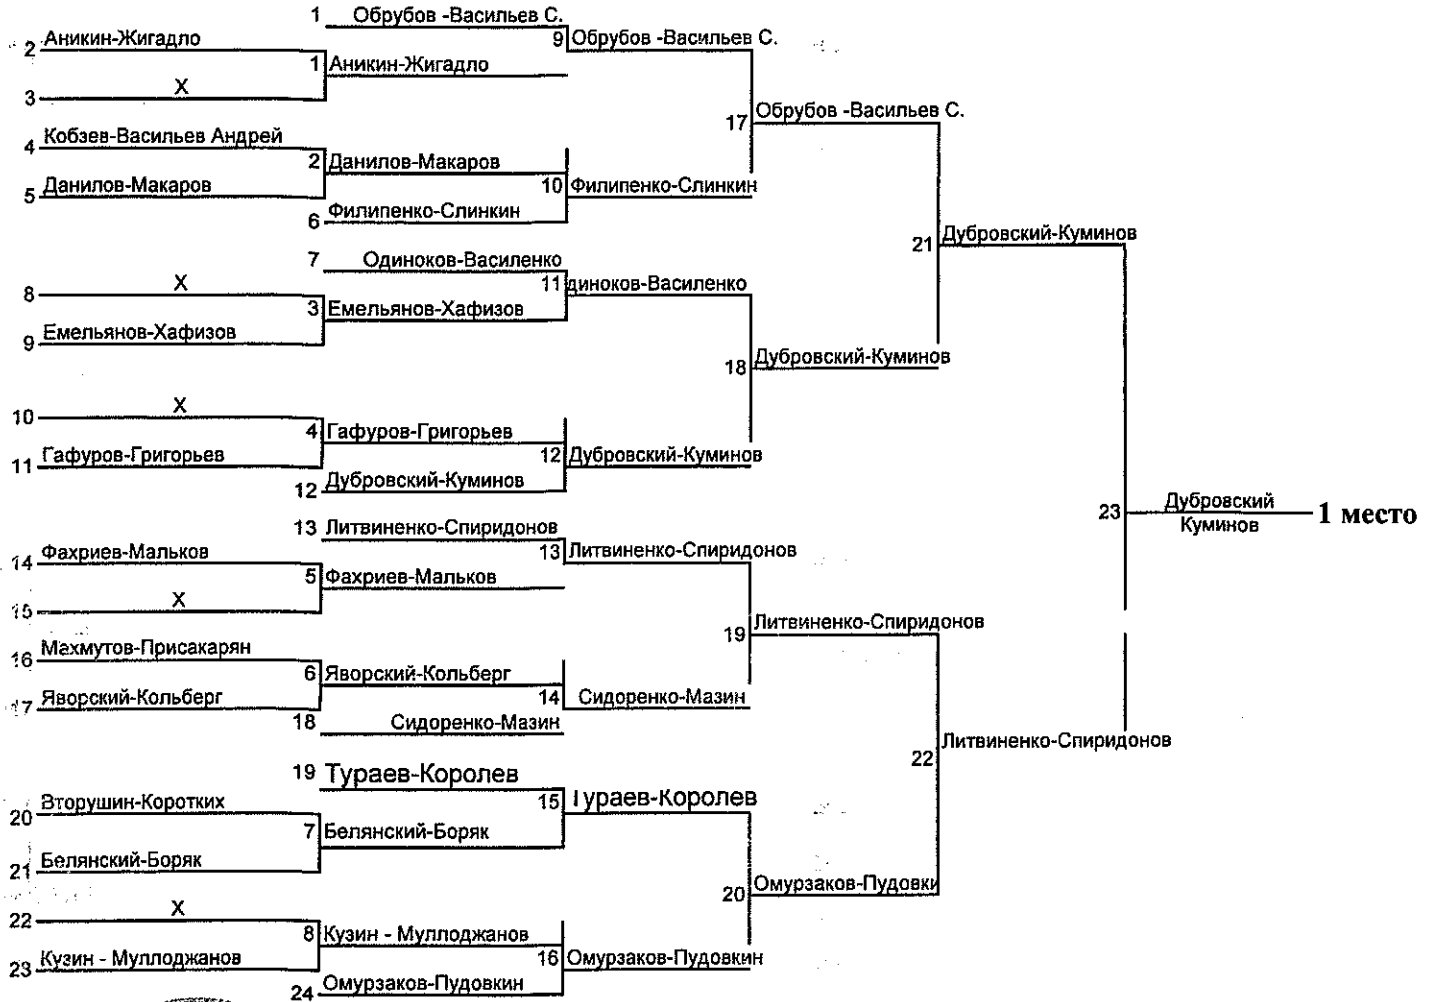 1 Обрубов -Васильев С.
9 Обрубов -Васильев С.
2 Аникин-Жигадло
1 Аникин-Жигадло
3 X
17 Обрубов -Васильев С.
4 Кобзев-Васильев Андрей
2 Данилов-Макаров
5 Данилов-Макаров
10 Филипенко-Слинкин
6 Филипенко-Слинкин
21 Дубровский-Куминов
7 Одиноков-Василенко
11 диноков-Василенко
8 X
3 Емельянов-Хафизов
9 Емельянов-Хафизов
18 Дубровский-Куминов
10 X
4 Гафуров-Григорьев
11 Гафуров-Григорьев
12 Дубровский-Куминов
12 Дубровский-Куминов
23 Дубровский
Куминов
1 место
13 Литвиненко-Спиридонов
13 Литвиненко-Спиридонов
14 Фахриев-Мальков
5 Фахриев-Мальков
15 X
19 Литвиненко-Спиридонов
16 Махмутов-Присакарян
6 Яворский-Кольберг
17 Яворский-Кольберг
14 Сидоренко-Мазин
18 Сидоренко-Мазин
22 Литвиненко-Спиридонов
19 Тураев-Королев
15 Тураев-Королев
20 Вторушин-Коротких
7 Белянский-Боряк
21 Белянский-Боряк
20 Омурзаков-Пудовки
22 X
8 Кузин - Муллоджанов
23 Кузин - Муллоджанов
16 Омурзаков-Пудовкин
24 Омурзаков-Пудовкин